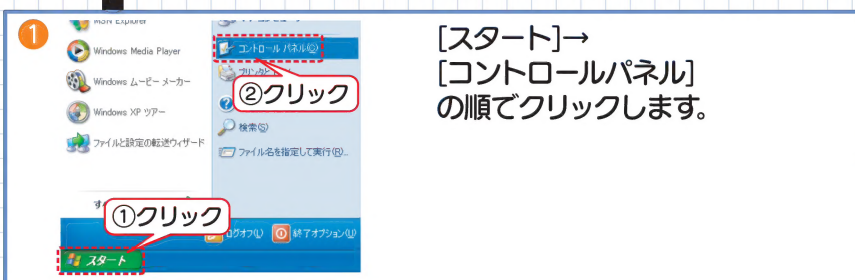 1
MSN Explorer
Windows Media Player
Windows ムービー メーカー
Windows XP ツアー
ファイルと設定の転送ウィザード
コントロール パネル(C)
②クリック
検索(S)
ファイル名を指定して実行(R)...
①クリック
ログオフ(L)
終了オプション(U)
スタート
[スタート]→
[コントロールパネル]
の順でクリックします。